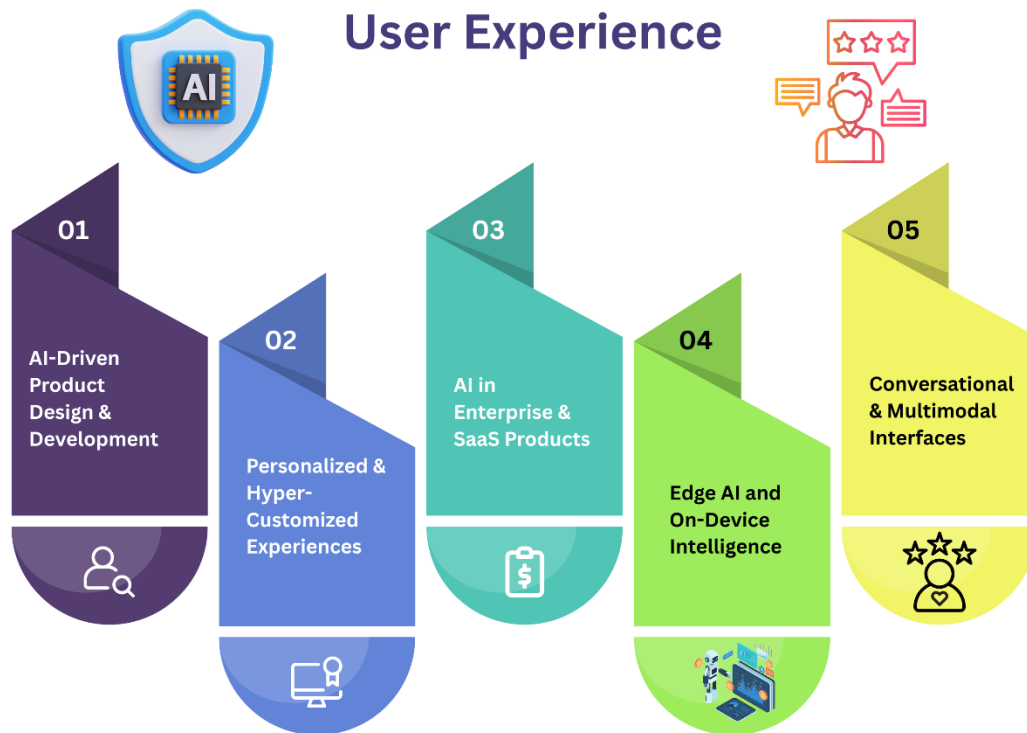 User Experience
AI
01
AI-Driven
Product
Design &
Development
02
Personalized &
Hyper-
Customized
Experiences
03
AI in
Enterprise &
SaaS Products
$
04
Edge AI and
On-Device
Intelligence
05
Conversational
& Multimodal
Interfaces